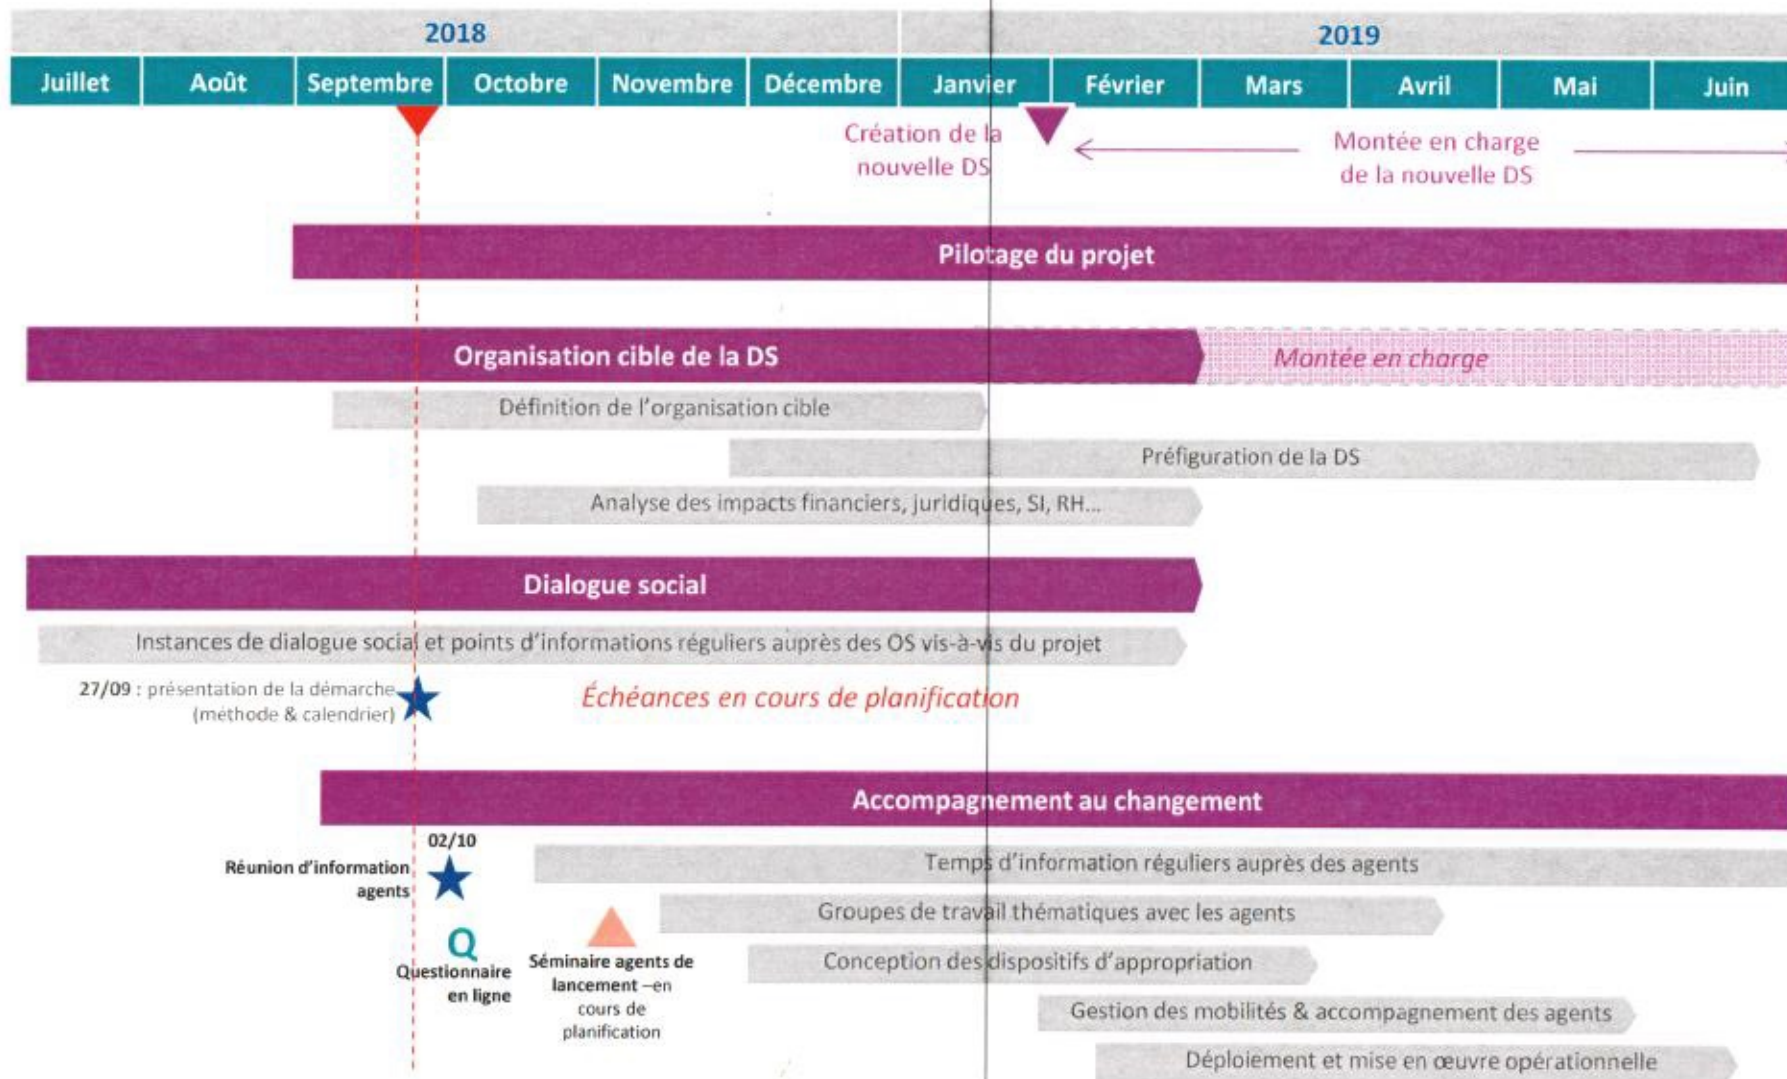 2018
2019
Juillet
Août
Septembre
Octobre
Novembre
Décembre
Janvier
Février
Mars
Avril
Mai
Juin
Création de la
nouvelle DS
Montée en charge
de la nouvelle DS
Pilotage du projet
Organisation cible de la DS
Montée en charge
Définition de l'organisation cible
Préfiguration de la DS
Analyse des impacts financiers, juridiques, SI, RH...
Dialogue social
Instances de dialogue social et points d'informations réguliers auprès des OS vis-à-vis du projet
27/09 : présentation de la démarche
(méthode & calendrier)
Échéances en cours de planification
Accompagnement au changement
02/10
Réunion d'information
agents
Temps d'information réguliers auprès des agents
Groupes de travail thématiques avec les agents
Q
Questionnaire
en ligne
Séminaire agents de
lancement –en
cours de
planification
Conception des dispositifs d'appropriation
Gestion des mobilités & accompagnement des agents
Déploiement et mise en œuvre opérationnelle